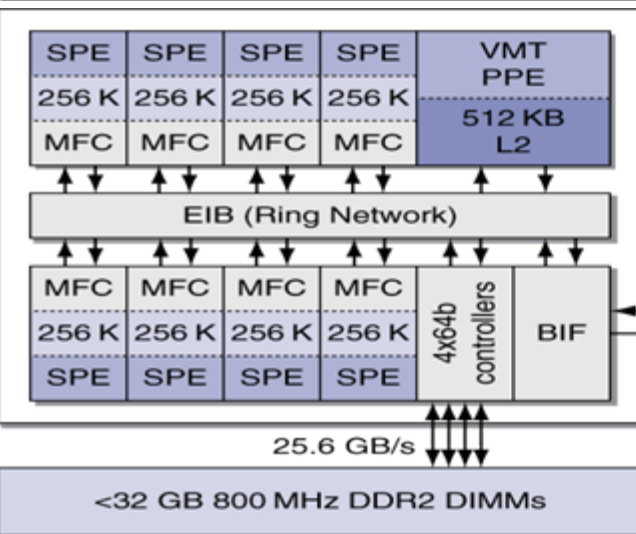 SPE SPE SPE SPE VMT
PPE
256 K 256 K 256 K 256 K 512 KB
MFC MFC MFC MFC L2
EIB (Ring Network)
MFC MFC MFC MFC 4x64b controllers BIF
256 K 256 K 256 K 256 K
SPE SPE SPE SPE
25.6 GB/s
<32 GB 800 MHz DDR2 DIMMs